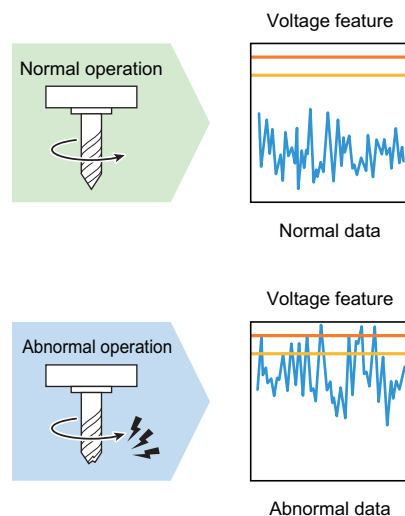 Voltage feature
Normal operation
Normal data
Voltage feature
Abnormal operation
Abnormal data